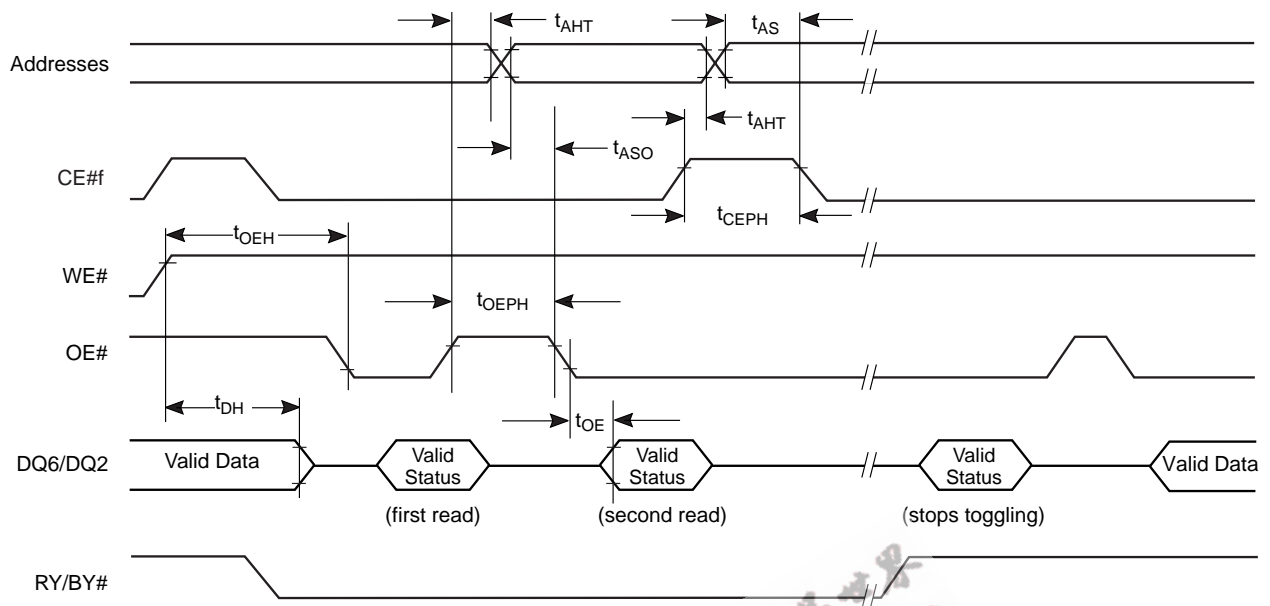 tAHT
tAS
Addresses
tAHT
tASO
CE#f
tCEPH
tOEH
WE#
tOEPH
OE#
tDH
tOE
DQ6/DQ2
Valid Data
Valid
Status
Valid
Status
Valid
Status
Valid Data
(first read)
(second read)
(stops toggling)
RY/BY#